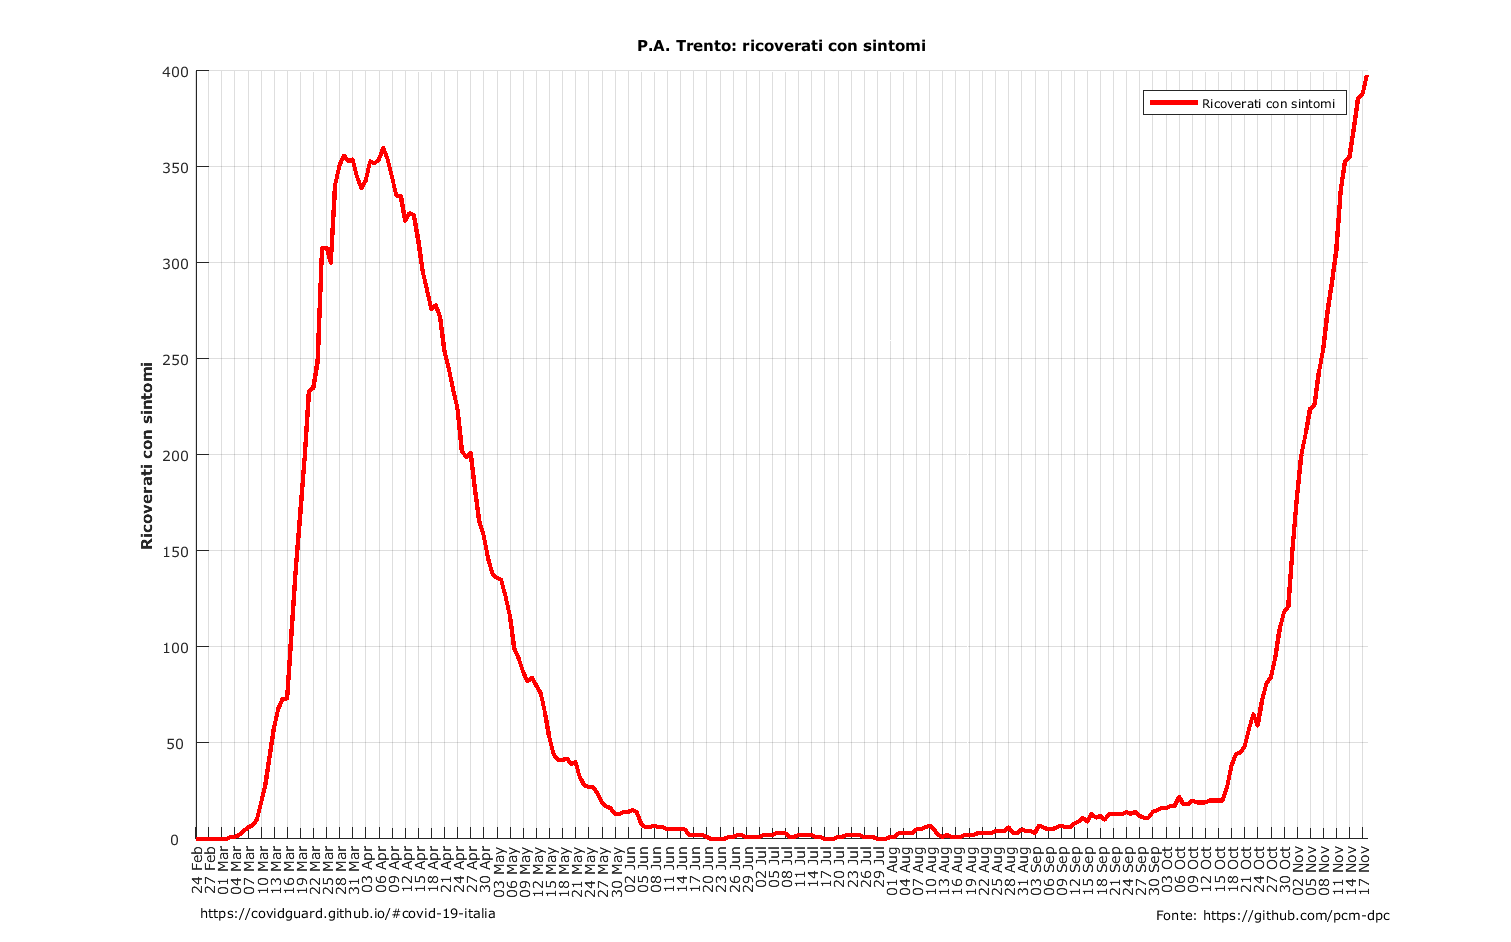 P.A. Trento: ricoverati con sintomi
Ricoverati con sintomi
Ricoverati con sintomi
400
350
300
250
200
150
100
50
0
24 Feb
27 Feb
01 Mar
04 Mar
07 Mar
10 Mar
13 Mar
16 Mar
19 Mar
22 Mar
25 Mar
28 Mar
31 Mar
03 Apr
06 Apr
09 Apr
12 Apr
15 Apr
18 Apr
21 Apr
24 Apr
27 Apr
30 Apr
03 May
06 May
09 May
12 May
15 May
18 May
21 May
24 May
27 May
30 May
02 Jun
05 Jun
08 Jun
11 Jun
14 Jun
17 Jun
20 Jun
23 Jun
26 Jun
29 Jun
02 Jul
05 Jul
08 Jul
11 Jul
14 Jul
17 Jul
20 Jul
23 Jul
26 Jul
29 Jul
01 Aug
04 Aug
07 Aug
10 Aug
13 Aug
16 Aug
19 Aug
22 Aug
25 Aug
28 Aug
31 Aug
03 Sep
06 Sep
09 Sep
12 Sep
15 Sep
18 Sep
21 Sep
24 Sep
27 Sep
30 Sep
03 Oct
06 Oct
09 Oct
12 Oct
15 Oct
18 Oct
21 Oct
24 Oct
27 Oct
30 Oct
02 Nov
05 Nov
08 Nov
11 Nov
14 Nov
17 Nov
https://covidguard.github.io/#covid-19-italia
Fonte: https://github.com/pcm-dpc